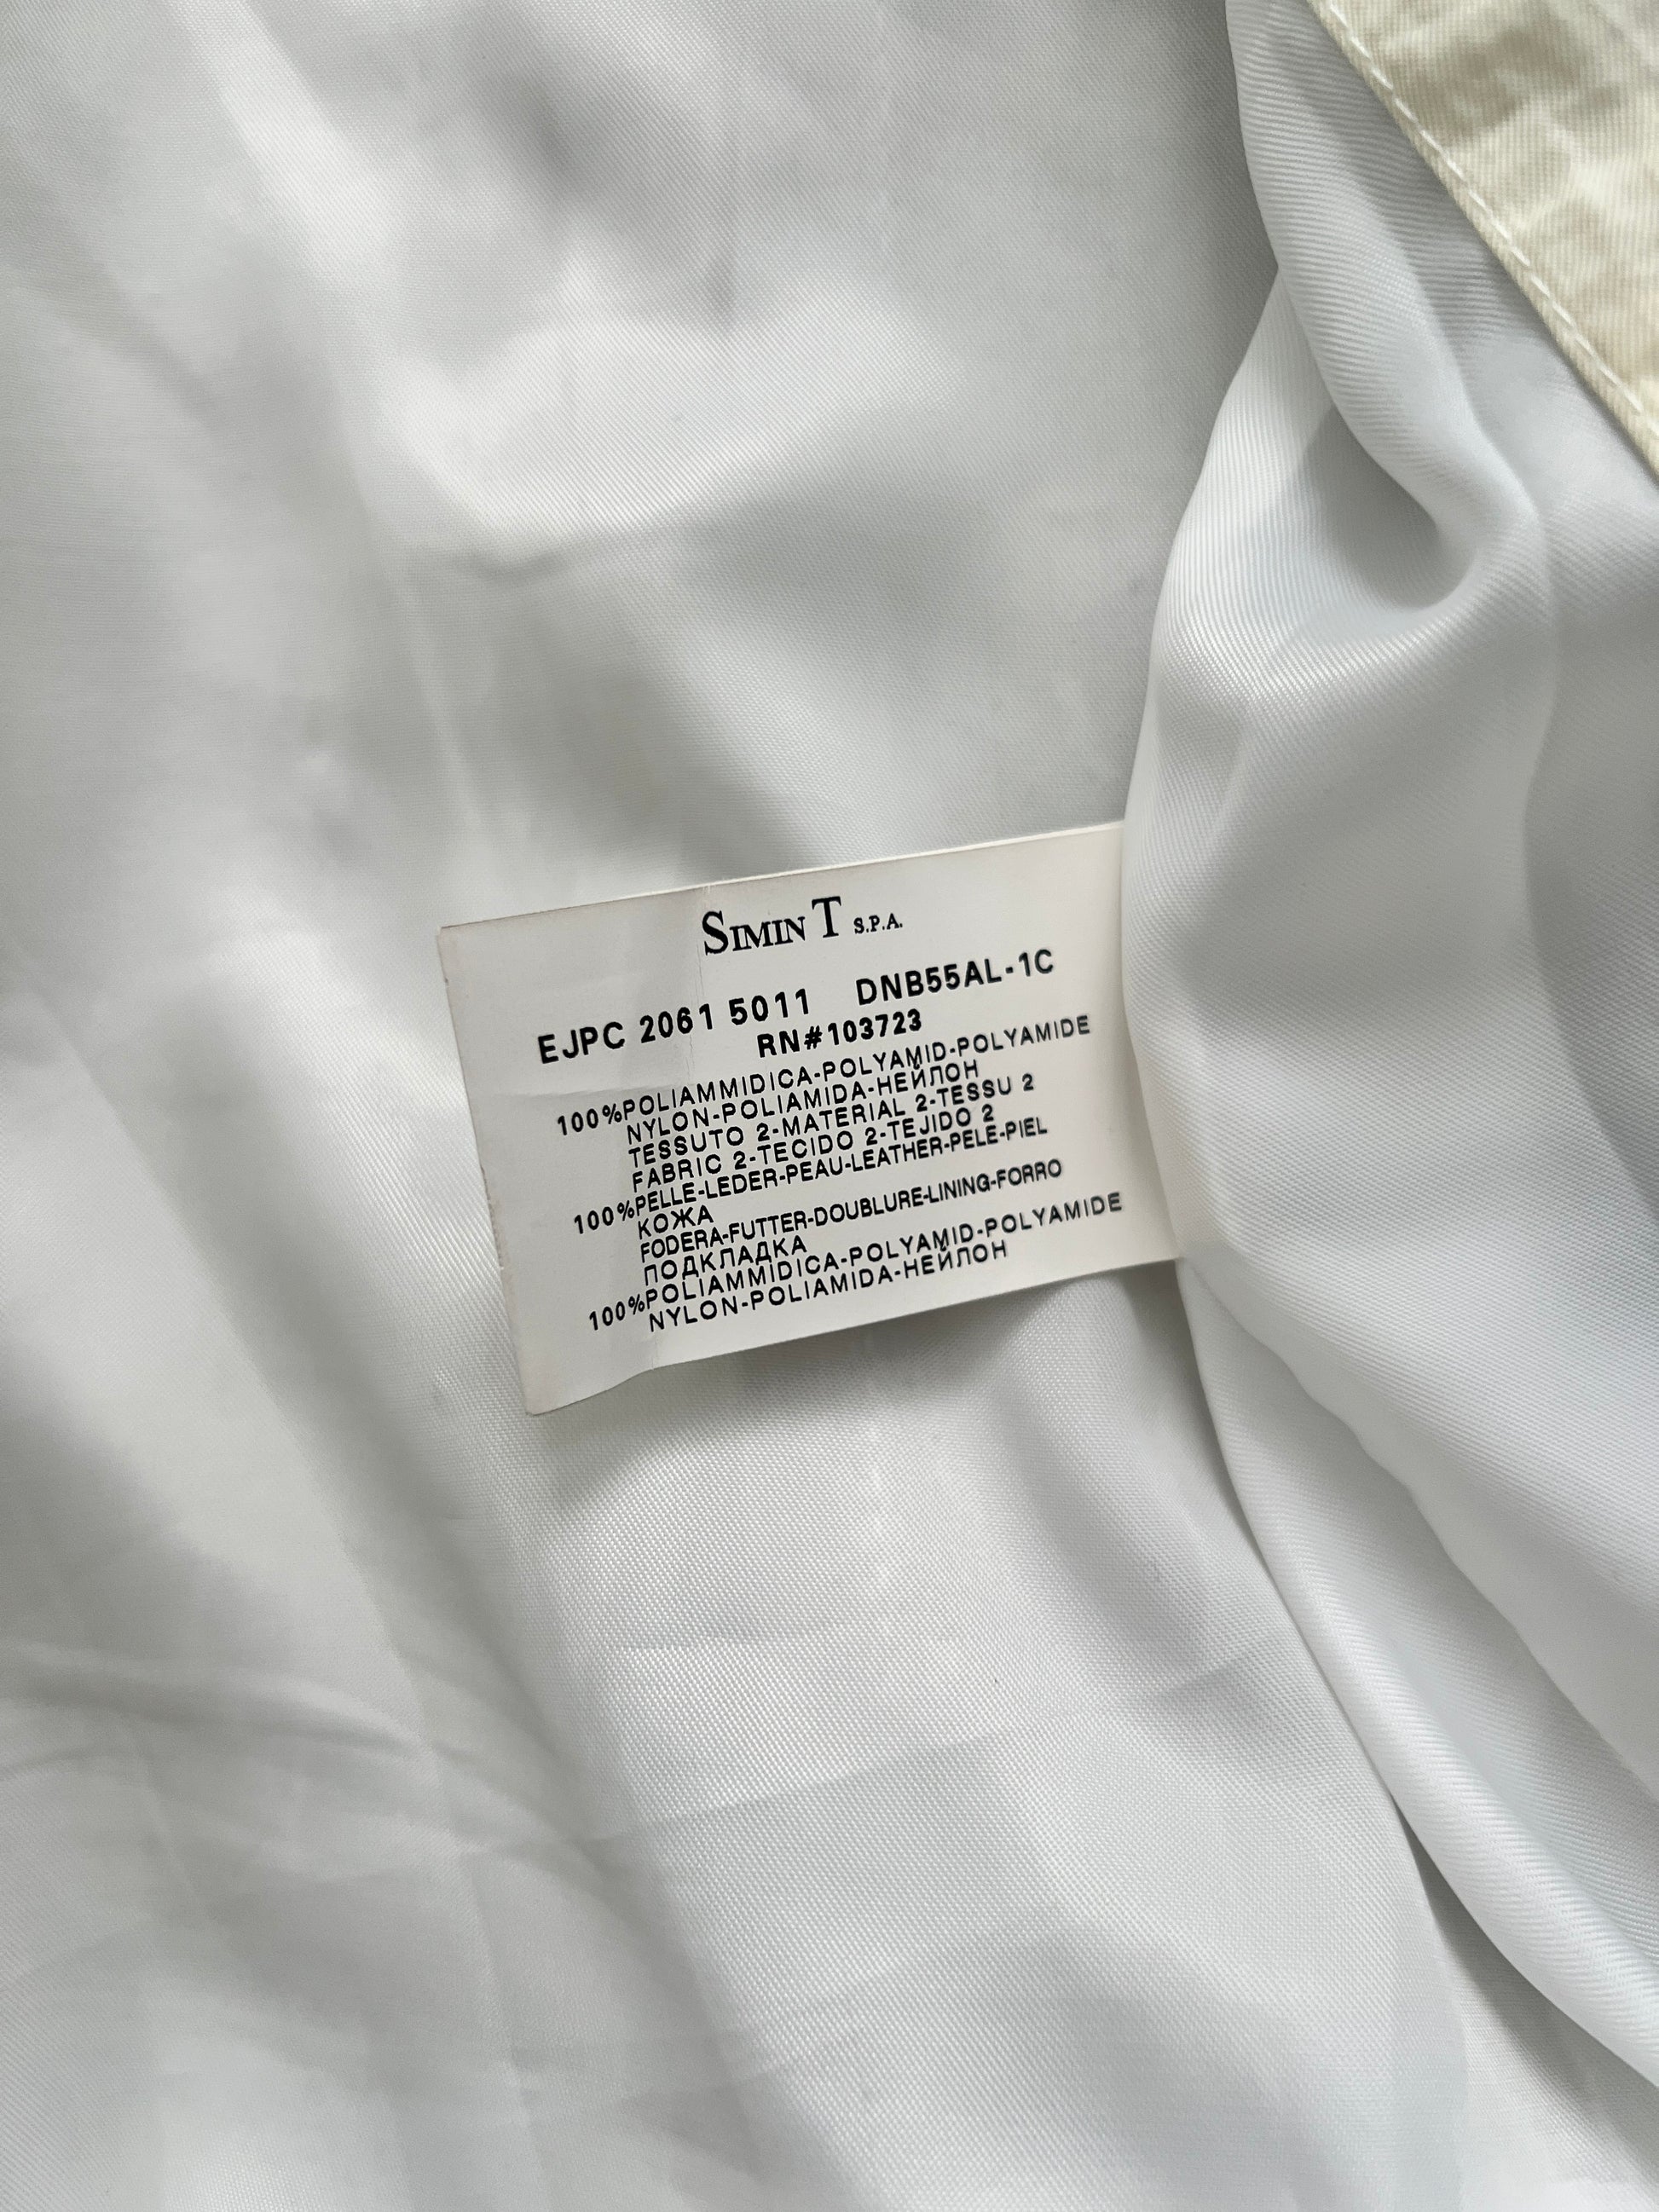 SIMIN T S.P.A.
EJPC 2061 5011 DNB55AL-1C
RN#103723
100%POLIAMMIDICA-POLYAMID-POLYAMIDE
NYLON-POLIAMIDA-НЕЙЛОН
TESSUTO 2-MATERIAL 2-TESSU 2
FABRIC 2-TECIDO 2-TEJIDO 2
100%PELLE-LEDER-PEAU-LEATHER-PELE-PIEL
КОЖА
FODERA-FUTTER-DOUBLURE-LINING-FORRO
ПОДКЛАДКА
100%POLIAMMIDICA-POLYAMID-POLYAMIDE
NYLON-POLIAMIDA-НЕЙЛОН